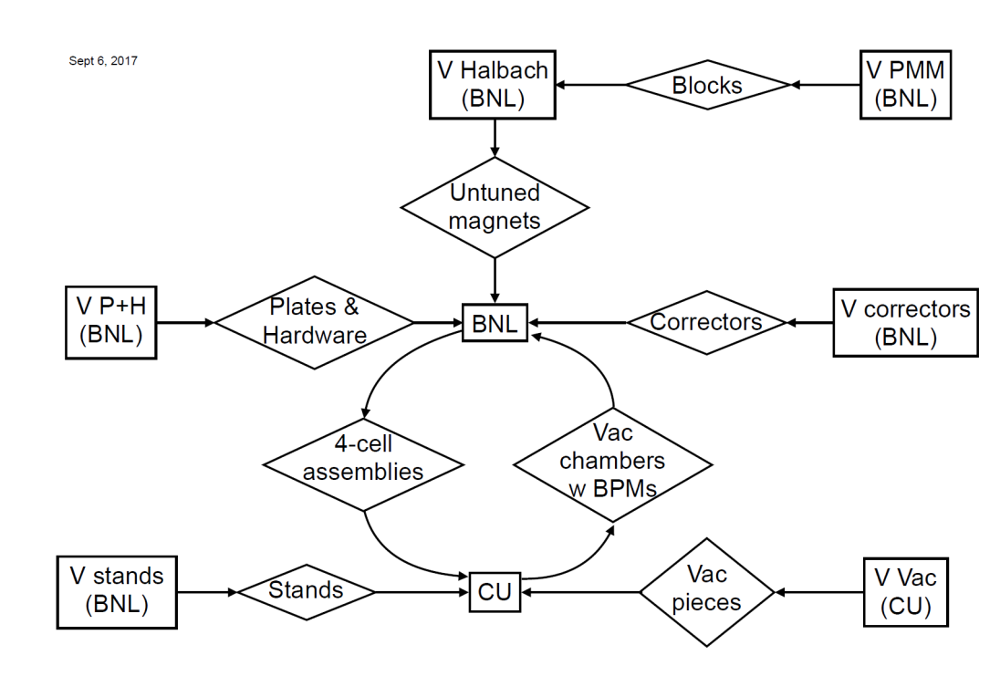 Sept 6, 2017
V Halbach
(BNL)
Blocks
V PMM
(BNL)
Untuned
magnets
V P+H
(BNL)
Plates &
Hardware
BNL
Correctors
V correctors
(BNL)
4-cell
assemblies
Vac
chambers
w BPMs
V stands
(BNL)
Stands
CU
Vac
pieces
V Vac
(CU)